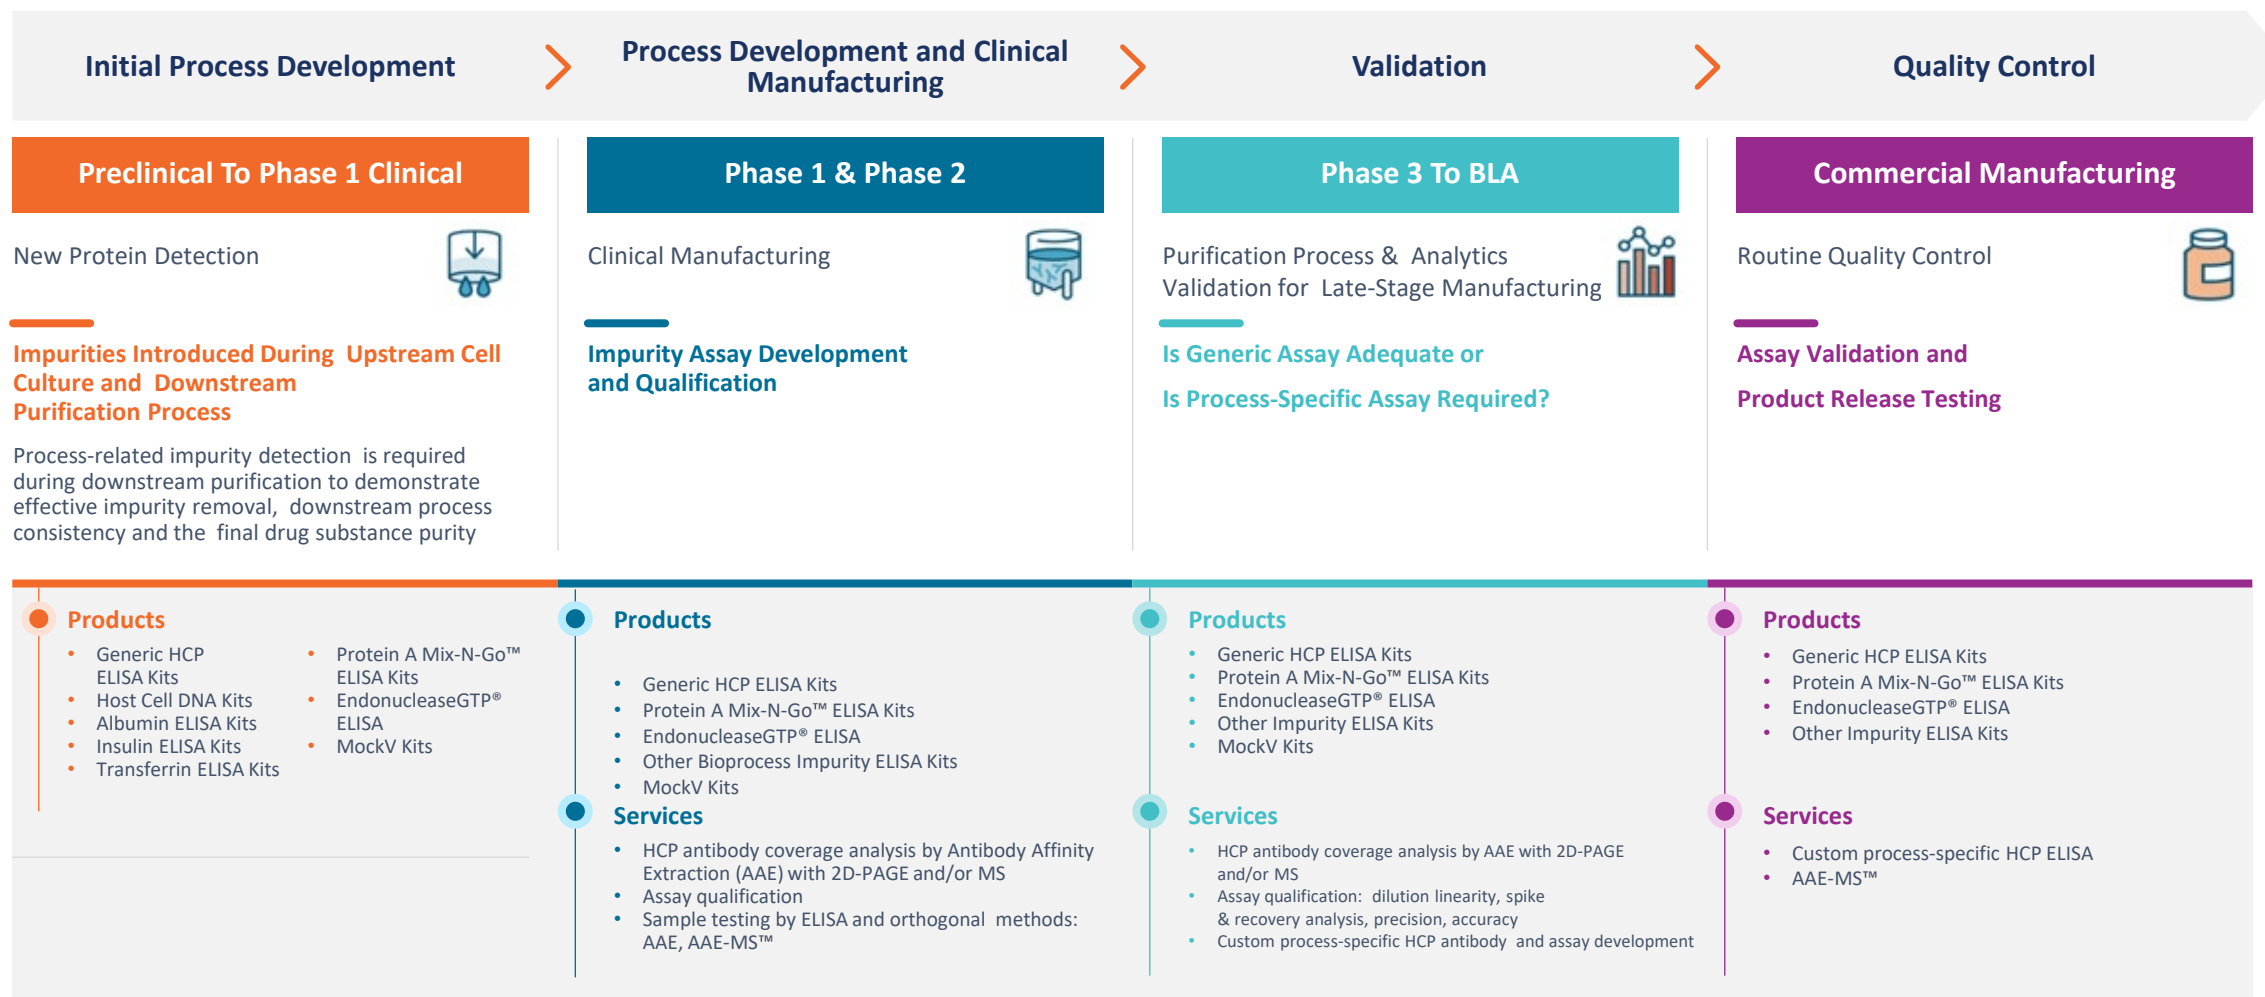 Initial Process Development
Process Development and Clinical
Manufacturing
Validation
Quality Control
Preclinical To Phase 1 Clinical
New Protein Detection
Impurities Introduced During Upstream Cell
Culture and Downstream
Purification Process
Process-related impurity detection is required
during downstream purification to demonstrate
effective impurity removal, downstream process
consistency and the final drug substance purity
Phase 1 & Phase 2
Clinical Manufacturing
Impurity Assay Development
and Qualification
Phase 3 To BLA
Purification Process & Analytics
Validation for Late-Stage Manufacturing
Is Generic Assay Adequate or
Is Process-Specific Assay Required?
Commercial Manufacturing
Routine Quality Control
Assay Validation and
Product Release Testing
Products
• Generic HCP
ELISA Kits
• Host Cell DNA Kits
• Albumin ELISA Kits
• Insulin ELISA Kits
• Transferrin ELISA Kits
• Protein A Mix-N-Go™
ELISA Kits
• EndonucleaseGTP®
ELISA
• MockV Kits
Products
• Generic HCP ELISA Kits
• Protein A Mix-N-Go™ ELISA Kits
• EndonucleaseGTP® ELISA
• Other Bioprocess Impurity ELISA Kits
• MockV Kits
Services
• HCP antibody coverage analysis by Antibody Affinity
Extraction (AAE) with 2D-PAGE and/or MS
• Assay qualification
• Sample testing by ELISA and orthogonal methods:
AAE, AAE-MS™
Products
• Generic HCP ELISA Kits
• Protein A Mix-N-Go™ ELISA Kits
• EndonucleaseGTP® ELISA
• Other Impurity ELISA Kits
• MockV Kits
Services
• HCP antibody coverage analysis by AAE with 2D-PAGE
and/or MS
• Assay qualification: dilution linearity, spike
& recovery analysis, precision, accuracy
• Custom process-specific HCP antibody and assay development
Products
• Generic HCP ELISA Kits
• Protein A Mix-N-Go™ ELISA Kits
• EndonucleaseGTP® ELISA
• Other Impurity ELISA Kits
Services
• Custom process-specific HCP ELISA
• AAE-MS™